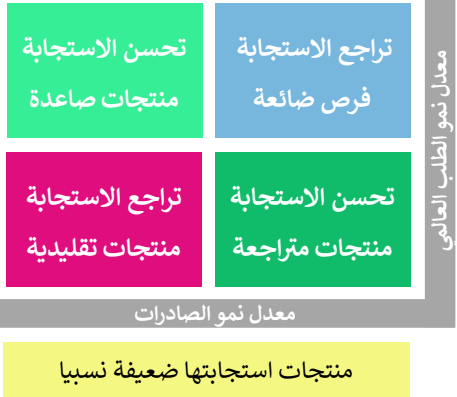 تراجع الاستجابة
فرص ضائعة
تحسن الاستجابة
منتجات صاعدة
تحسن الاستجابة
منتجات متراجعة
تراجع الاستجابة
منتجات تقليدية
معدل نمو الطلب العالمي
معدل نمو الصادرات
منتجات استجابتها ضعيفة نسبيا